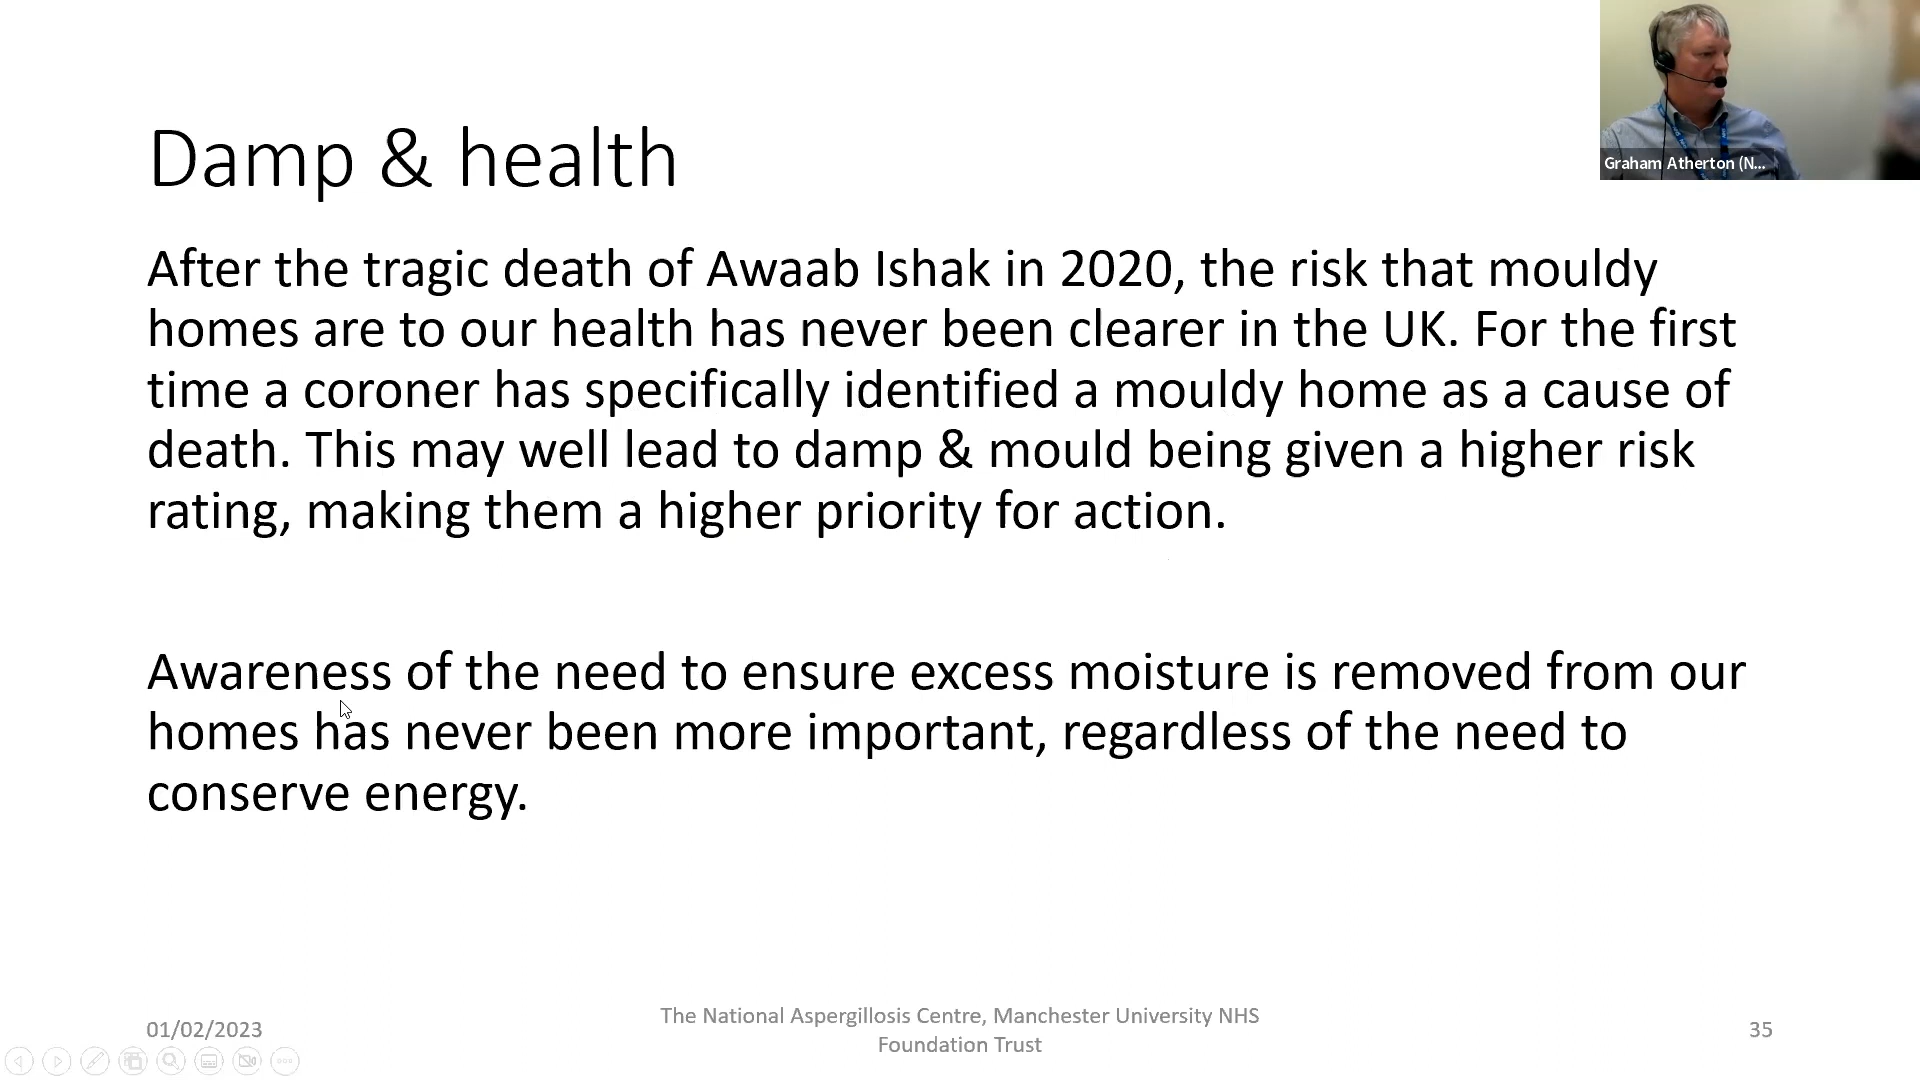 Graham Atherton (N...
Damp & health
After the tragic death of Awaab Ishak in 2020, the risk that mouldy
homes are to our health has never been clearer in the UK. For the first
time a coroner has specifically identified a mouldy home as a cause of
death. This may well lead to damp & mould being given a higher risk
rating, making them a higher priority for action.
Awareness of the need to ensure excess moisture is removed from our
homes has never been more important, regardless of the need to
conserve energy.
01/02/2023
The National Aspergillosis Centre, Manchester University NHS
Foundation Trust
35